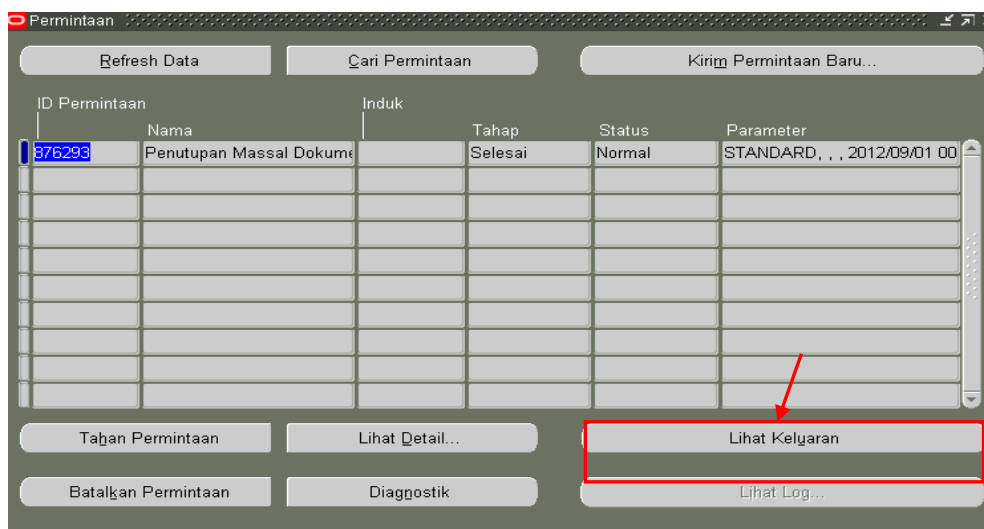 Permintaan
Refresh Data Cari Permintaan Kirim Permintaan Baru...
ID Permintaan Induk
Nama Tahap Status Parameter
876293 Penutupan Massal Dokume Selesai Normal STANDARD, , , 2012/09/01 00
Tahan Permintaan Lihat Detail... Lihat Keluaran
Batalkan Permintaan Diagnostik Lihat Log...